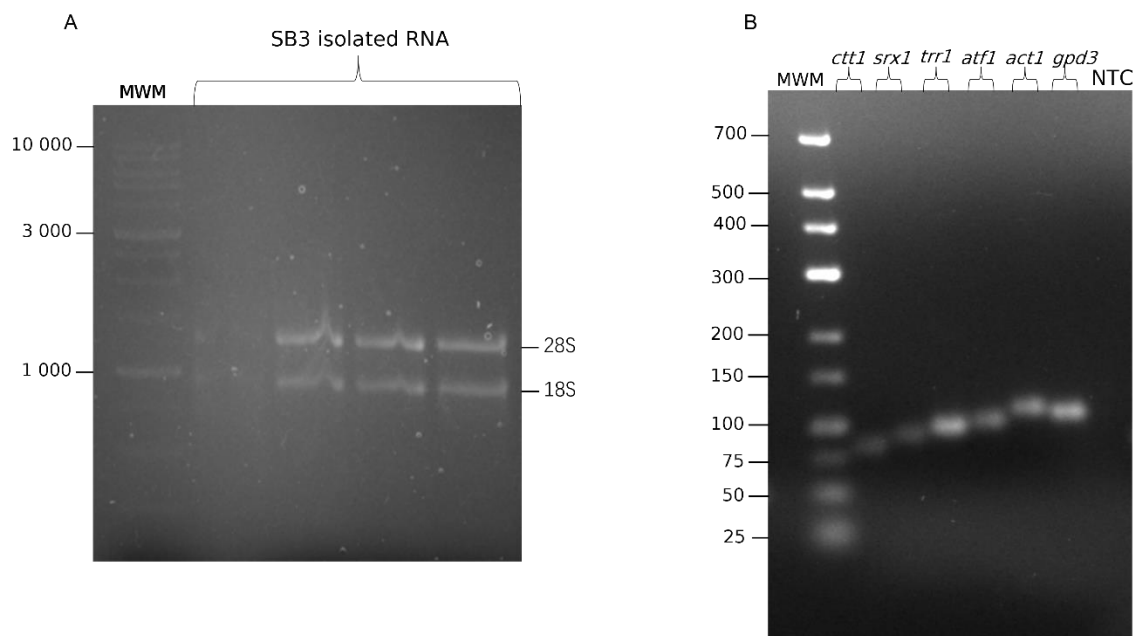 A
SB3 isolated RNA
MWM
10 000
3 000
1 000
28S
18S
B
ctt1 srx1 trr1 atf1 act1 gpd3
MWM
NTC
700
500
400
300
200
150
100
75
50
25